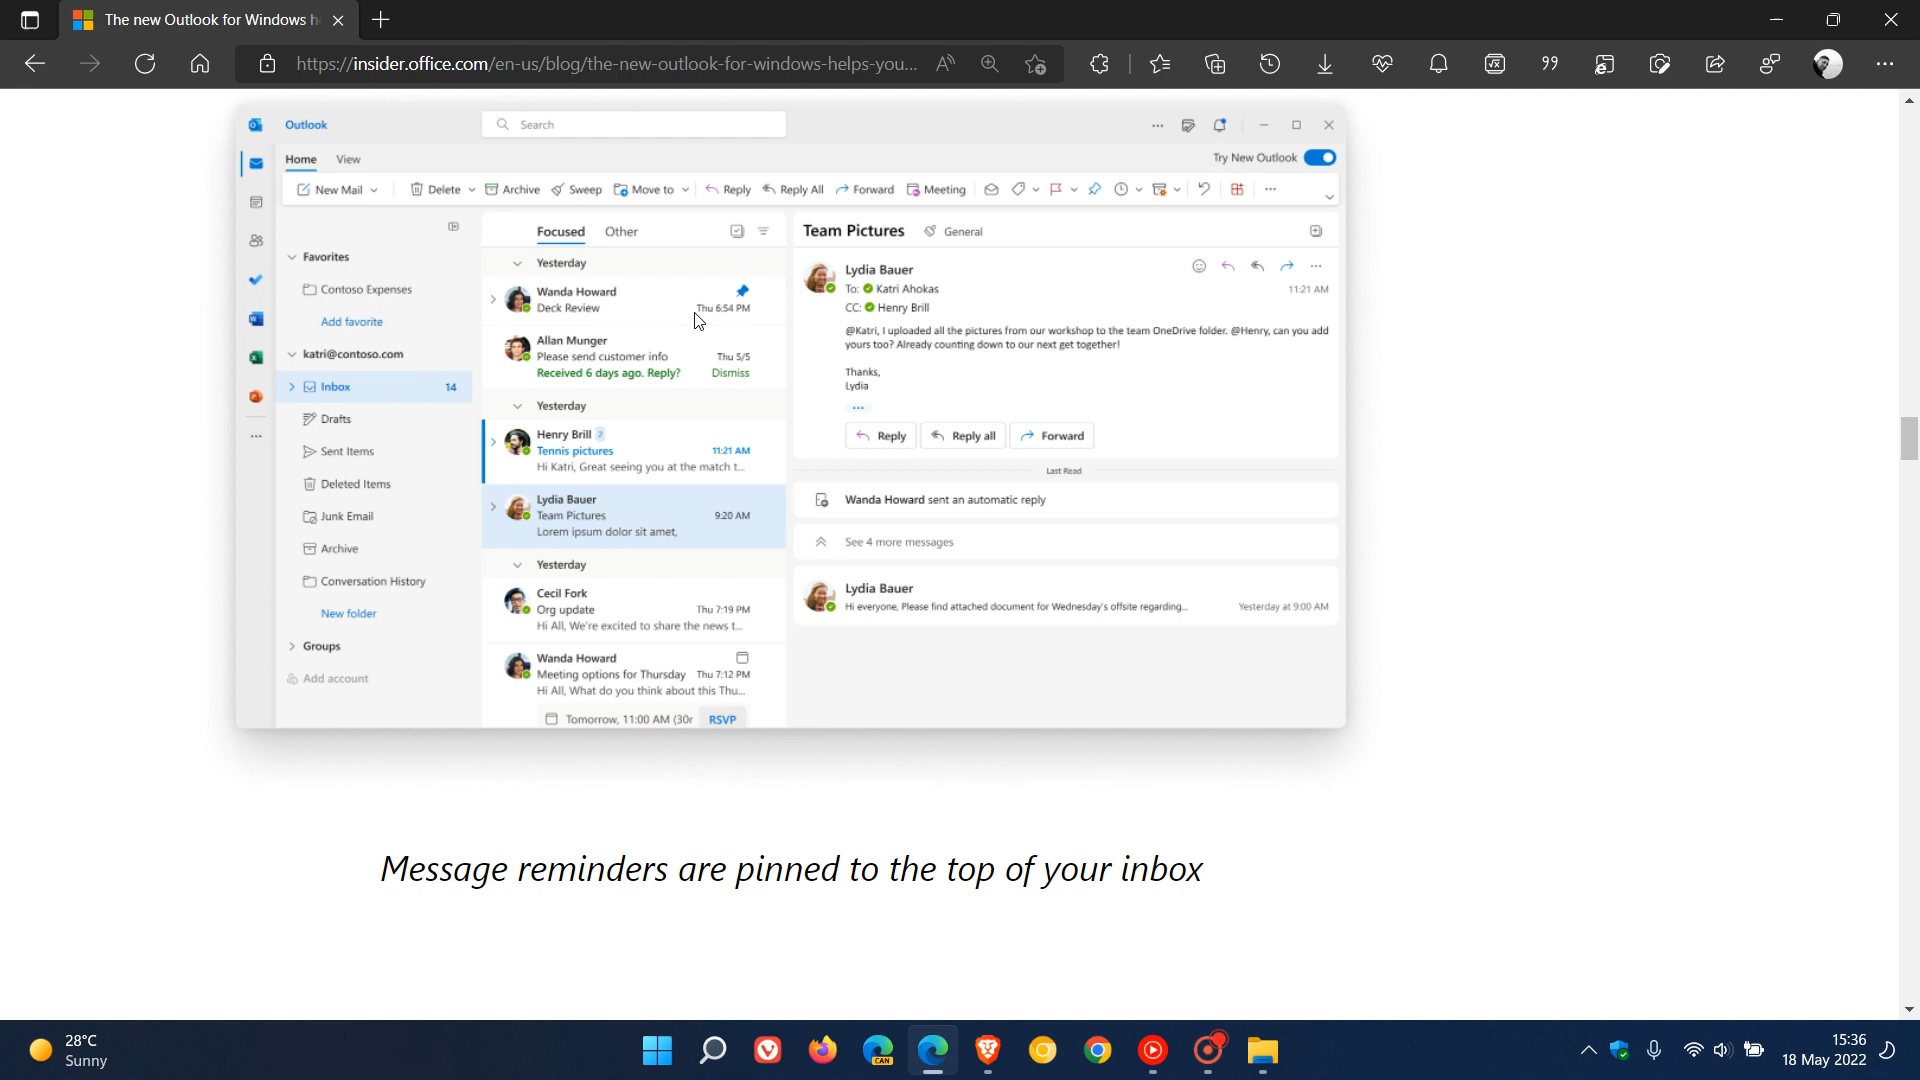 The new Outlook for Windows h
https://insider.office.com/en-us/blog/the-new-outlook-for-windows-helps-you...
Outlook
Search
Home
View
Try New Outlook
New Mail
Delete
Archive
Sweep
Move to
Reply
Reply All
Forward
Meeting
Favorites
Contoso Expenses
Add favorite
katri@contoso.com
Inbox
14
Drafts
Sent Items
Deleted Items
Junk Email
Archive
Conversation History
New folder
Groups
Add account
Focused
Other
Yesterday
Wanda Howard
Deck Review
Thu 6:54 PM
Allan Munger
Please send customer info
Thu 5/5
Received 6 days ago. Reply?
Dismiss
Yesterday
Henry Brill
Tennis pictures
11:21 AM
Hi Katri, Great seeing you at the match t...
Lydia Bauer
Team Pictures
9:20 AM
Lorem ipsum dolor sit amet,
Yesterday
Cecil Fork
Org update
Thu 7:19 PM
Hi All, We're excited to share the news t...
Wanda Howard
Meeting options for Thursday
Thu 7:12 PM
Hi All, What do you think about this Thu...
Tomorrow, 11:00 AM (30r
RSVP
Team Pictures
General
Lydia Bauer
To: Katri Ahokas
11:21 AM
CC: Henry Brill
@Katri, I uploaded all the pictures from our workshop to the team OneDrive folder. @Henry, can you add
yours too? Already counting down to our next get together!
Thanks,
Lydia
Reply
Reply all
Forward
Last Read
Wanda Howard sent an automatic reply
See 4 more messages
Lydia Bauer
Hi everyone, Please find attached document for Wednesday's offsite regarding...
Yesterday at 9:00 AM
Message reminders are pinned to the top of your inbox
28°C
Sunny
CAN
15:36
18 May 2022